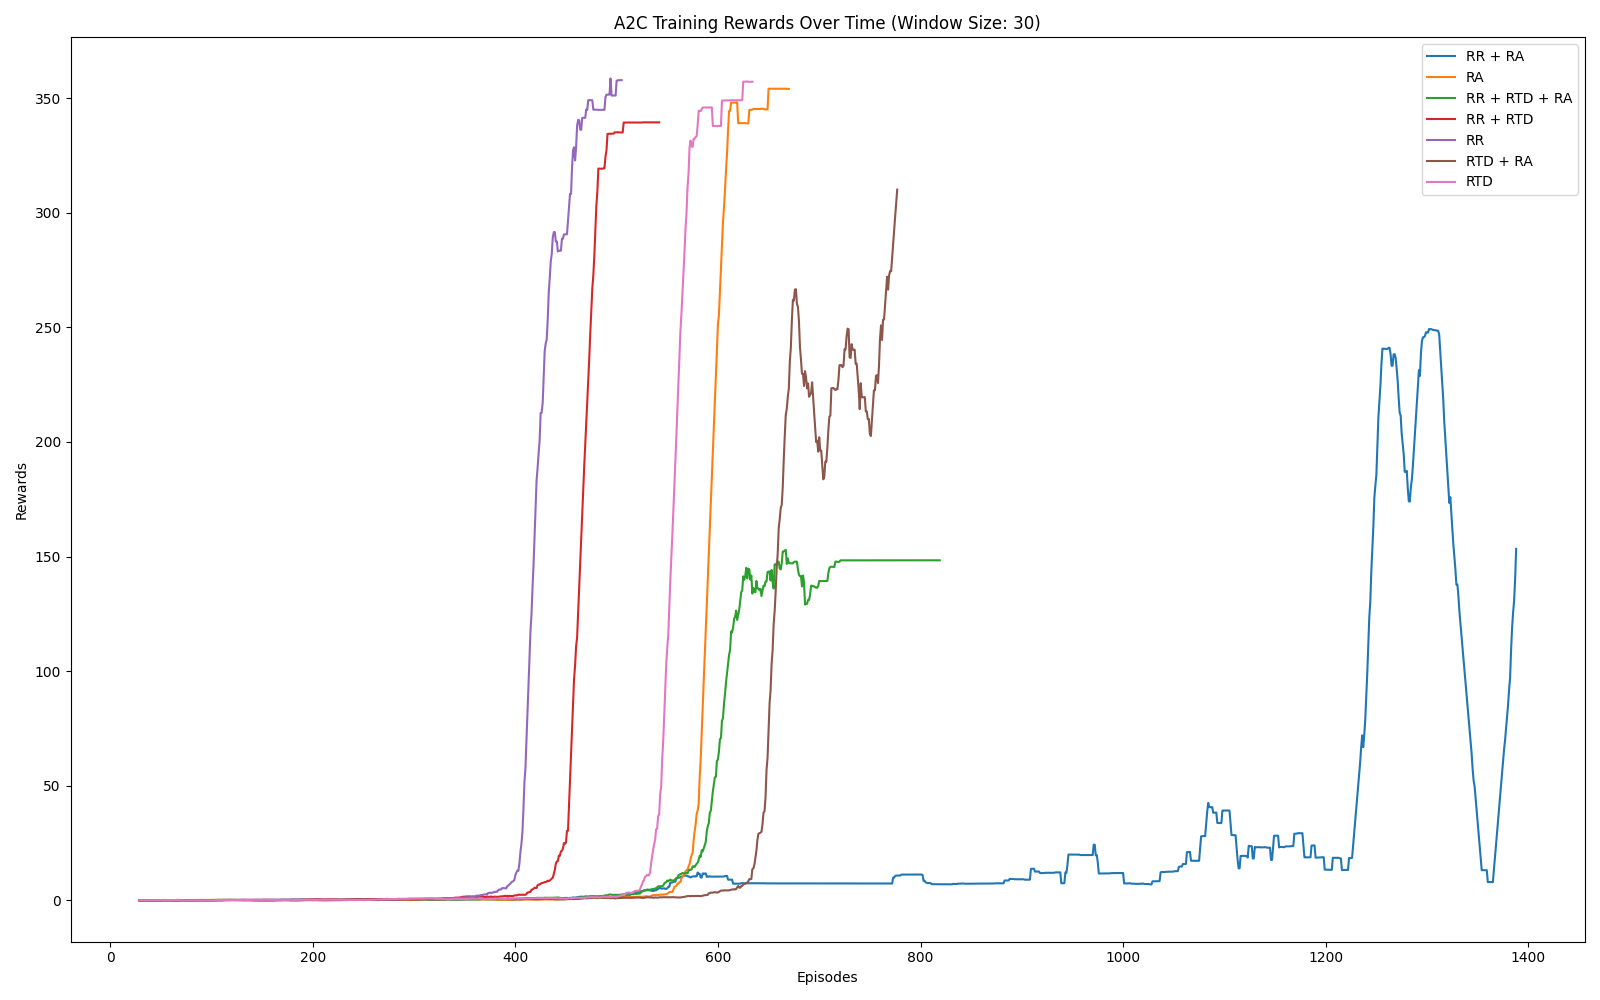 A2C Training Rewards Over Time (Window Size: 30)
RR + RA
RA
RR + RTD + RA
RR + RTD
RR
RTD + RA
RTD
Rewards
350
300
250
200
150
100
50
0
0 200 400 600 800 1000 1200 1400
Episodes